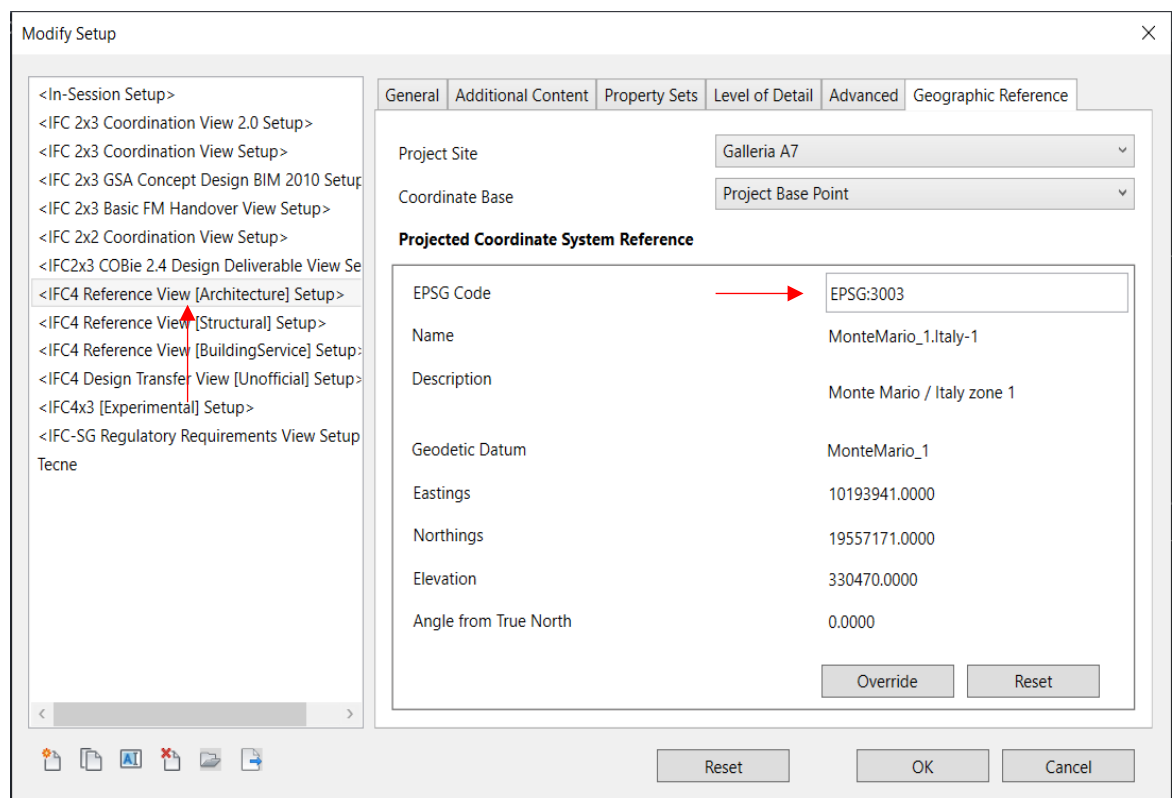 Modify Setup
<In-Session Setup>
<IFC 2x3 Coordination View 2.0 Setup>
<IFC 2x3 Coordination View Setup>
<IFC 2x3 GSA Concept Design BIM 2010 Setup
<IFC 2x3 Basic FM Handover View Setup>
<IFC 2x2 Coordination View Setup>
<IFC2x3 COBie 2.4 Design Deliverable View Se
<IFC4 Reference View [Architecture] Setup>
<IFC4 Reference View [Structural] Setup>
<IFC4 Reference View [BuildingService] Setup>
<IFC4 Design Transfer View [Unofficial] Setup>
<IFC4x3 [Experimental] Setup>
<IFC-SG Regulatory Requirements View Setup
Tecne
General Additional Content Property Sets Level of Detail Advanced Geographic Reference
Project Site Galleria A7
Coordinate Base Project Base Point
Projected Coordinate System Reference
EPSG Code EPSG:3003
Name MonteMario_1.Italy-1
Description Monte Mario / Italy zone 1
Geodetic Datum MonteMario_1
Eastings 10193941.0000
Northings 19557171.0000
Elevation 330470.0000
Angle from True North 0.0000
Override Reset
Reset OK Cancel